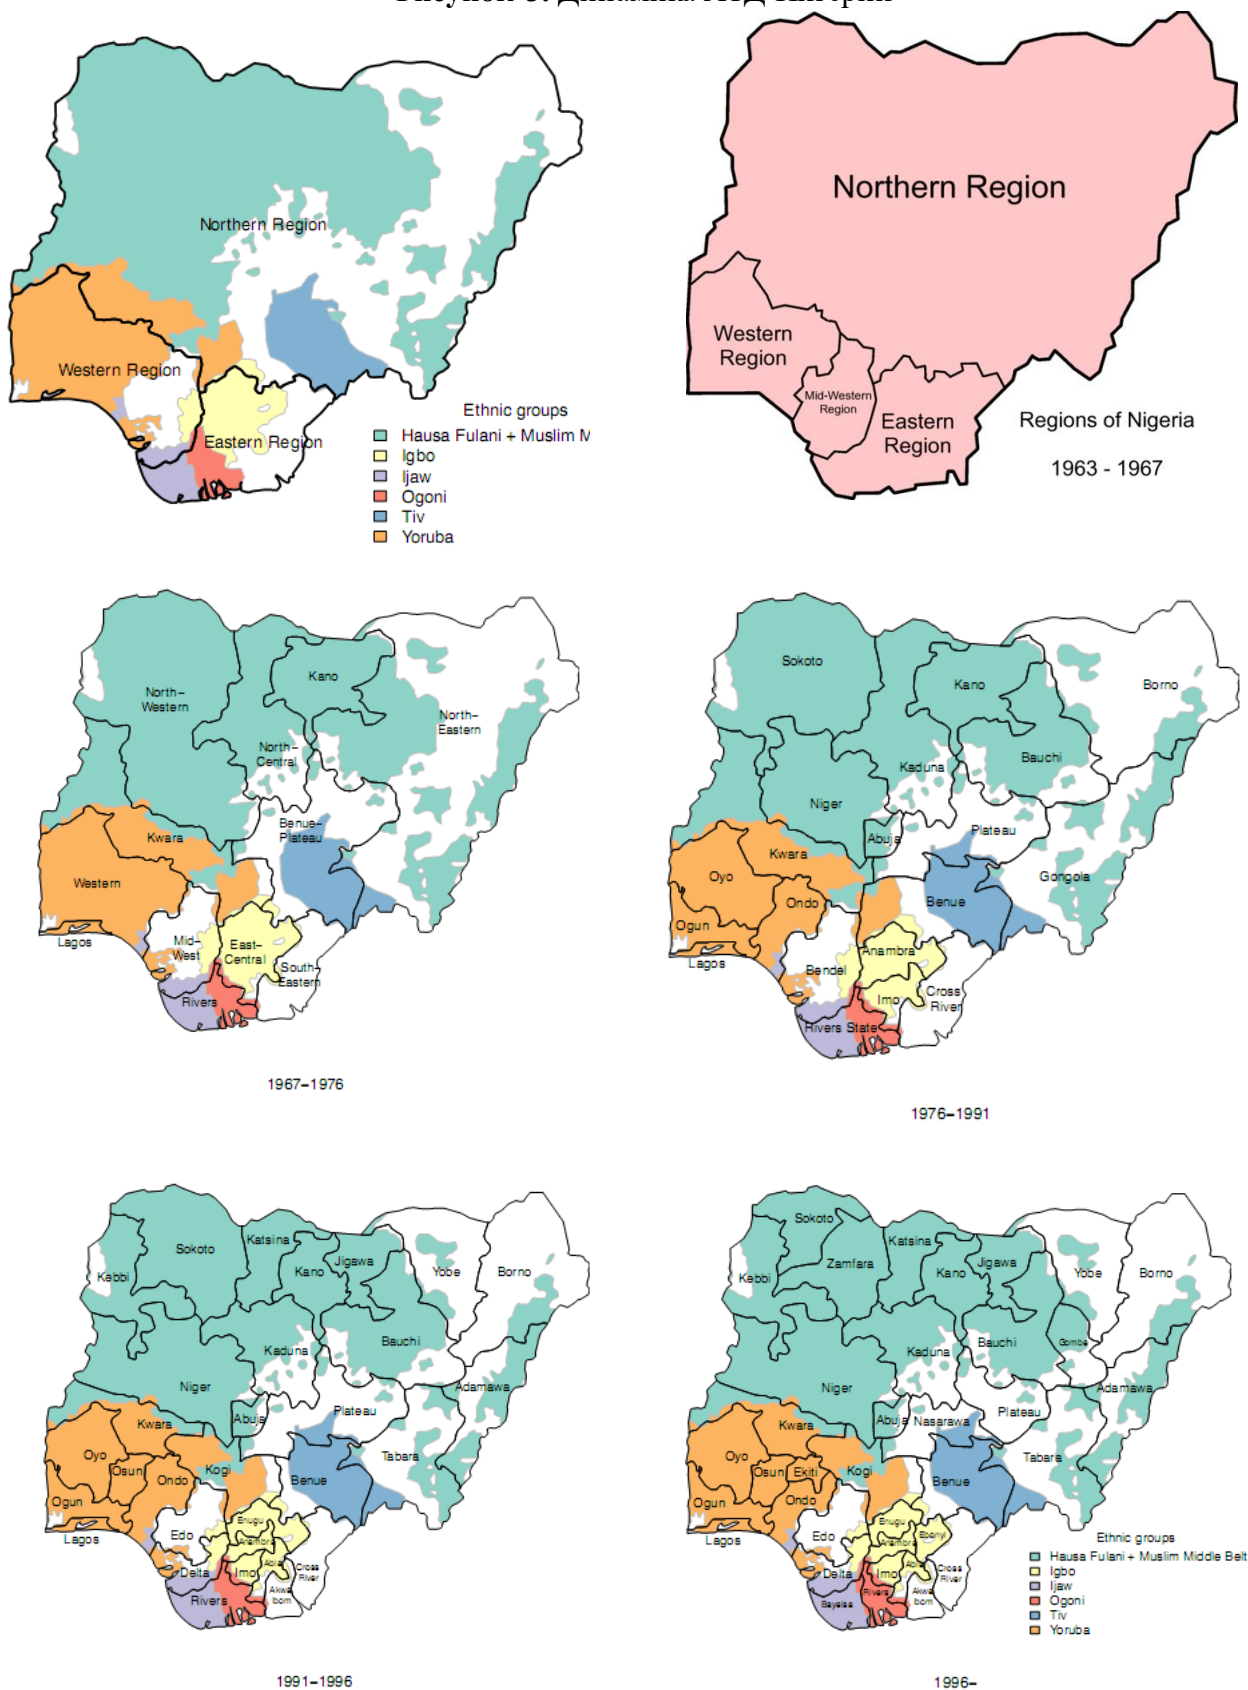 Рисунок Динамика АТД Нигерии
Northern Region
Western Region
Eastern Region
Ethnic groups
Hausa Fulani + Muslim M
Igbo
Ijaw
Ogoni
Tiv
Yoruba
Northern Region
Western
Region
Mid-Western
Region
Eastern
Region
Regions of Nigeria
1963 - 1967
North-
Western
Kano
North-
Eastern
North-
Central
Benue-
Plateau
Kwara
Western
Lagos
Mid-
West
East-
Central
South-
Eastern
Rivers
1967-1976
Sokoto
Kano
Borno
Kaduna
Bauchi
Niger
Abuja
Plateau
Kwara
Oyo
Gongola
Ondo
Benue
Ogun
Lagos
Anambra
Bendel
Imo
Cross
River
Rivers State
1976-1991
Sokoto
Katsina
Kebbi
Kano
Jigawa
Yobe
Borno
Kaduna
Bauchi
Niger
Adamawa
Abuja
Plateau
Kwara
Oyo
Osun
Ondo
Kogi
Tabara
Benue
Ogun
Lagos
Edo
Enugu
Anambra
Delta
Imo
Abia
Cross
River
Akwa
bom
Rivers
1991-1996
Sokoto
Katsina
Zamfara
Kebbi
Kano
Jigawa
Yobe
Borno
Kaduna
Bauchi
Gombe
Niger
Adamawa
Abuja
Nasarawa
Plateau
Kwara
Oyo
Osun
Ekiti
Kogi
Tabara
Ondo
Benue
Ogun
Lagos
Edo
Enugu
Ebonyi
Anambra
Delta
Imo
Abia
Cross
River
Rivers
Akwa
bom
Bayelsa
Ethnic groups
Hausa Fulani + Muslim Middle Belt
Igbo
Ijaw
Ogoni
Tiv
Yoruba
1996-